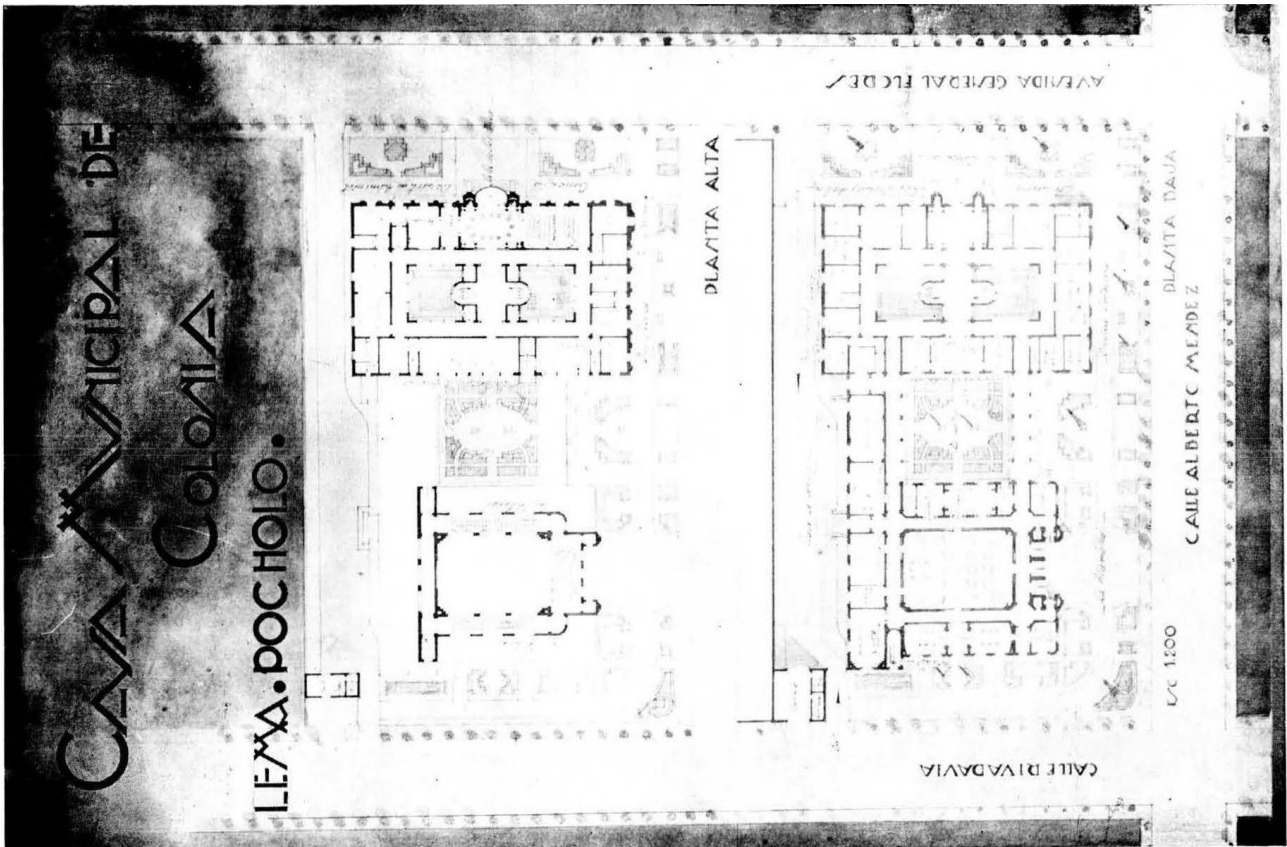 CASA MUNICIPAL DE
COLONIA
LEMA•POCHOLO•
PLANTA ALTA
AVENIDA GENERAL FLORES
PLANTA BAJA
CALLE ALBERTO MENDEZ
ESC 1.200
CALLE RIVADAVIA